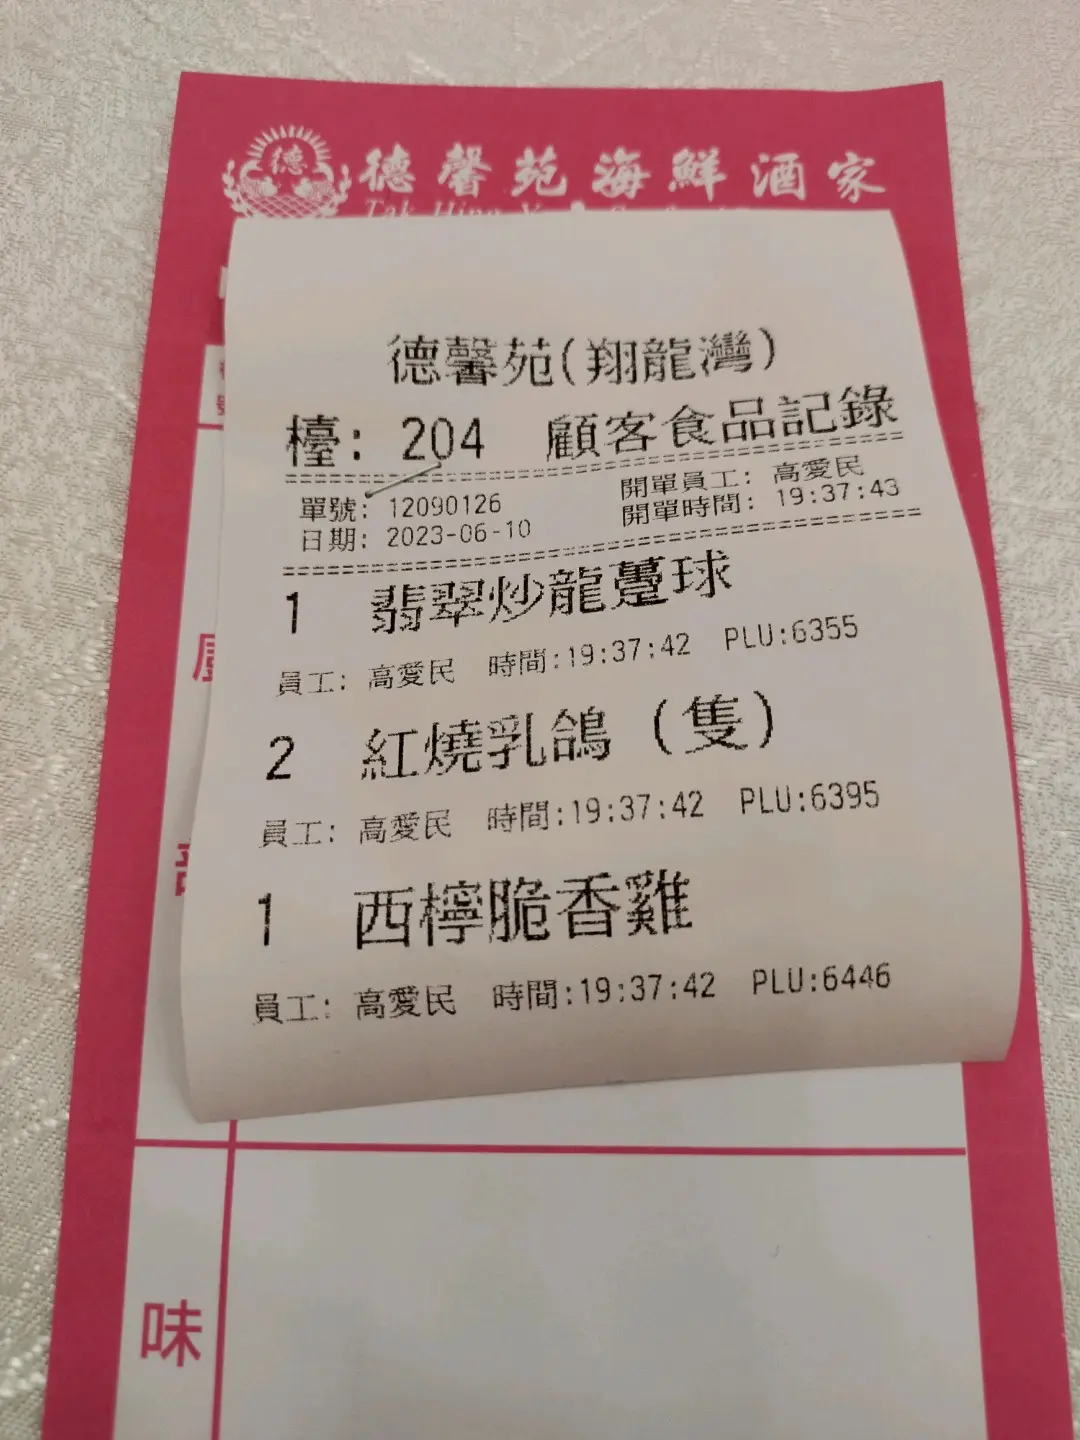 德
德馨苑海鮮酒家
德馨苑(翔龍灣)
檯: 204 顧客食品記錄
單號: 12090126 開單員工: 高愛民
日期: 2023-06-10 開單時間: 19:37:43
1 翡翠炒龍躉球
員工: 高愛民 時間:19:37:42 PLU:6355
2 紅燒乳鴿 (隻)
員工: 高愛民 時間:19:37:42 PLU:6395
1 西檸脆香雞
員工: 高愛民 時間:19:37:42 PLU:6446
味